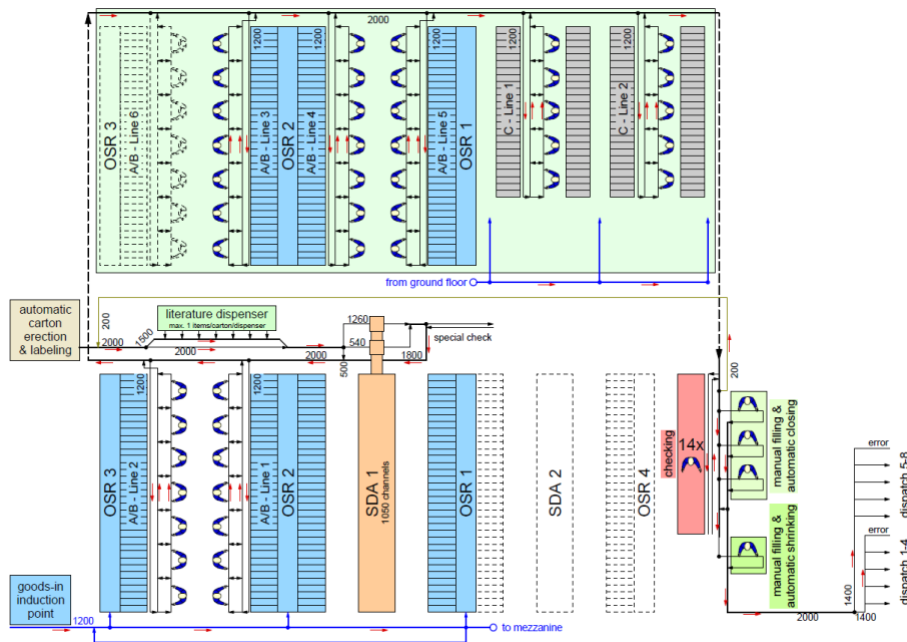 2000
1200
1200
1200
1200
1200
OSR 3
A/B - Line 6
A/B - Line 3
OSR 2
A/B - Line 4
A/B - Line 5
OSR 1
C - Line 1
C - Line 2
from ground floor
automatic
carton
erection
& labeling
200
2000
1500
literature dispenser
max. 1 items/carton/dispenser
2000
2000
1260
540
500
1800
special check
200
1200
1200
OSR 3
A/B - Line 2
A/B - Line 1
OSR 2
SDA 1
1050 channels
OSR 1
SDA 2
OSR 4
checking
14x
manual filling &
automatic closing
manual filling &
automatic shrinking
error
dispatch 5-8
error
dispatch 1-4
1400
2000
1400
goods-in
induction
point
1200
to mezzanine